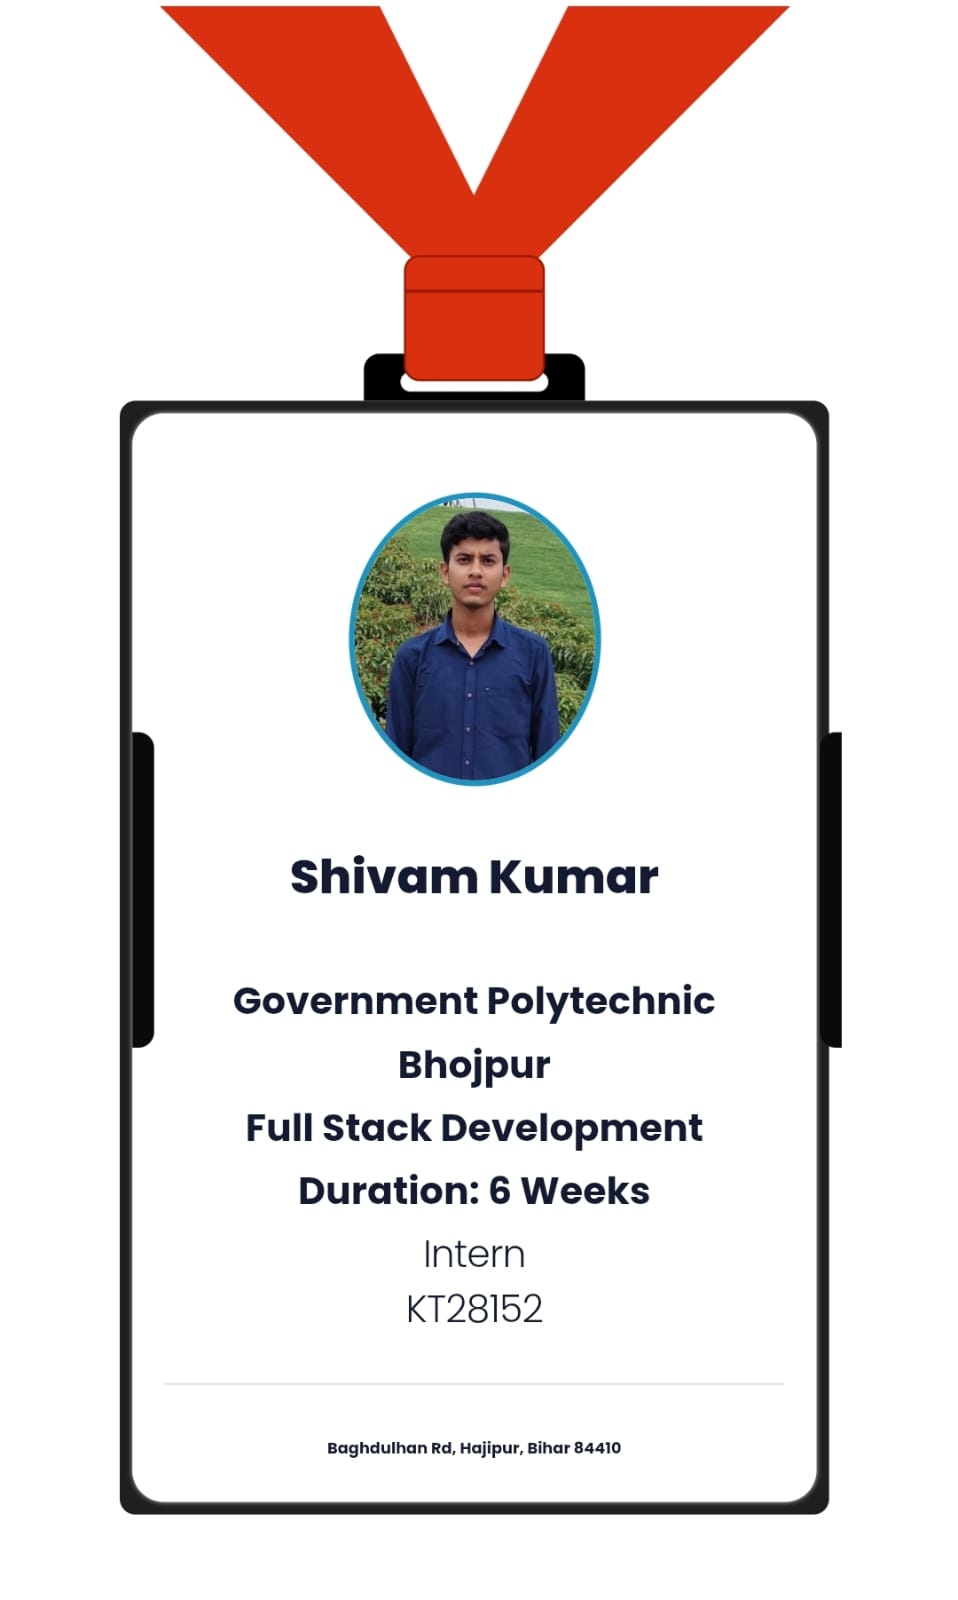 Shivam Kumar
Government Polytechnic
Bhojpur
Full Stack Development
Duration: 6 Weeks
Intern
KT28152
Baghdulhan Rd, Hajipur, Bihar 84410